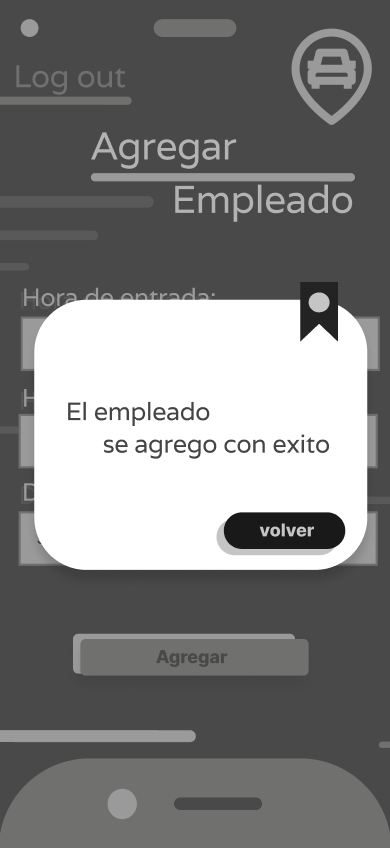 Log out
Agregar
Empleado
Hora de entrada:
El empleado
se agrego con exito
volver
Agregar